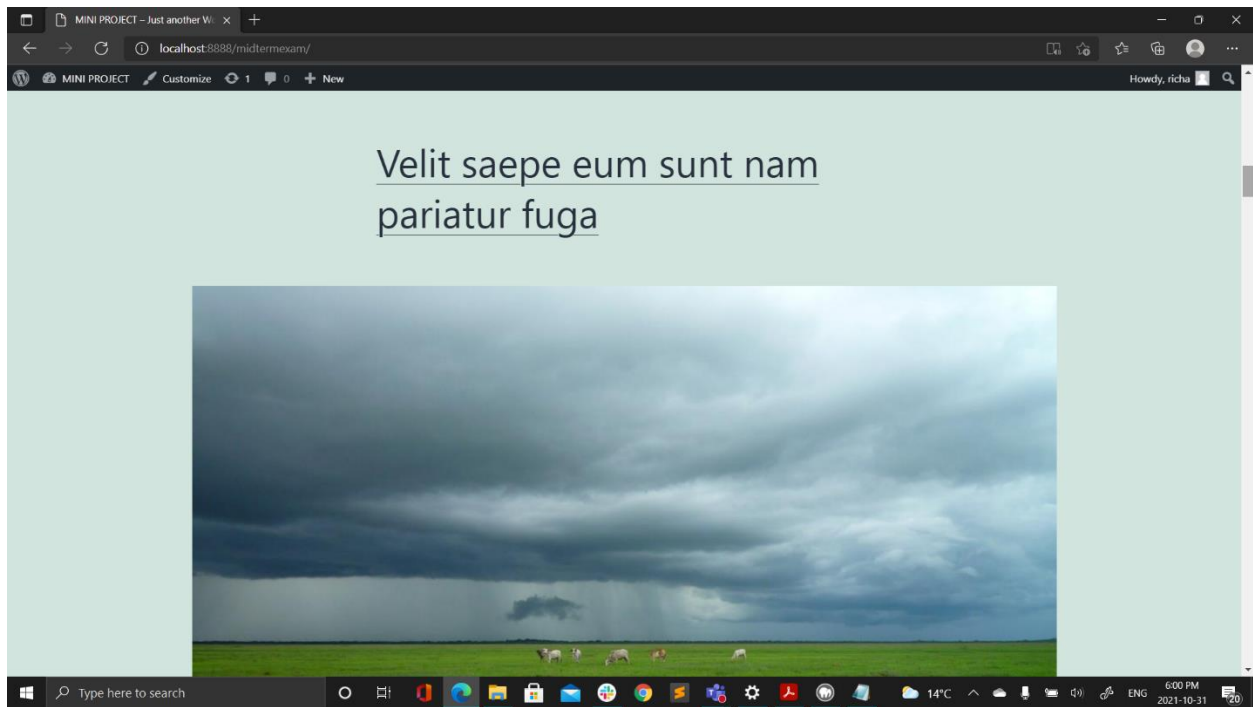 MINI PROJECT – Just another W
localhost:8888/midtermexam/
MINI PROJECT Customize 1 0 New Howdy, richa
Velit saepe eum sunt nam
pariatur fuga
Type here to search 14°C ENG 6:00 PM
2021-10-31 20